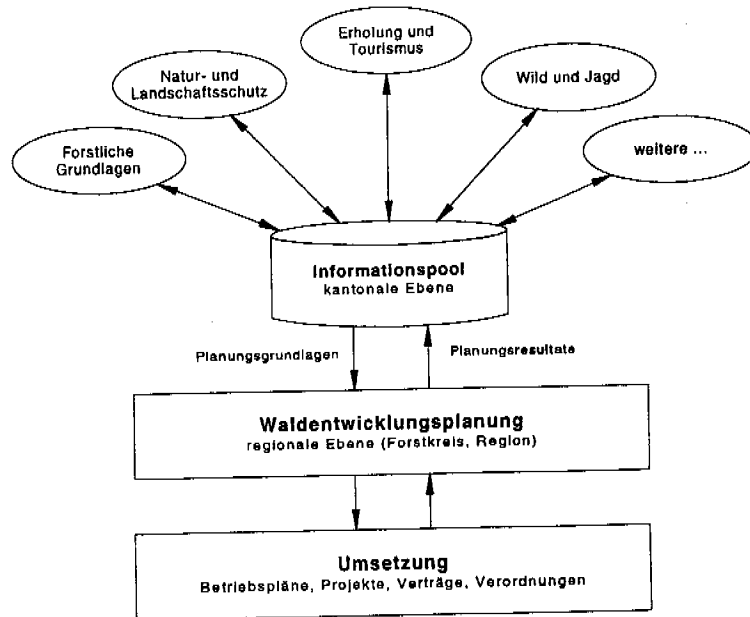 Erholung und
Tourismus
Natur- und
Landschaftsschutz
Wild und Jagd
Forstliche
Grundlagen
weitere ...
Informationspool
kantonale Ebene
Planungsgrundlagen
Planungsresultate
Waldentwicklungsplanung
regionale Ebene (Forstkreis, Region)
Umsetzung
Betriebspläne, Projekte, Verträge, Verordnungen